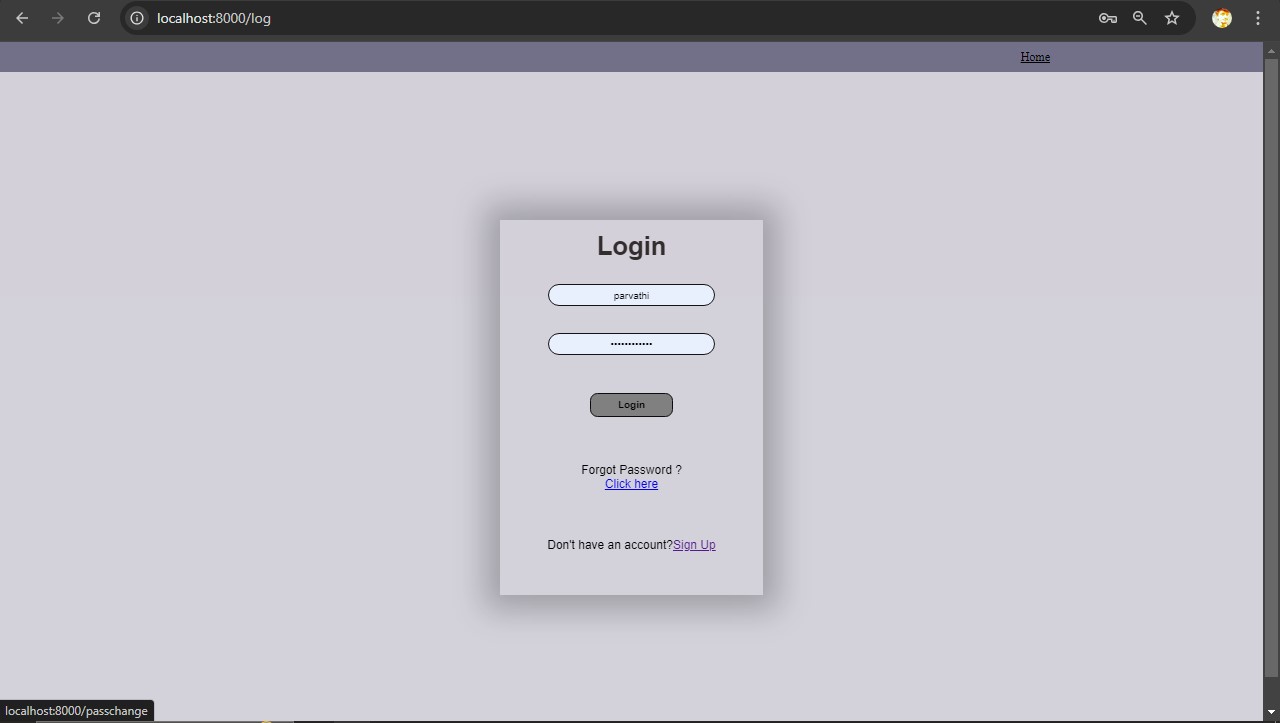 localhost:8000/log
Home
Login
parvathi
••••••••••••
Login
Forgot Password ?
Click here
Don't have an account?Sign Up
localhost:8000/passchange